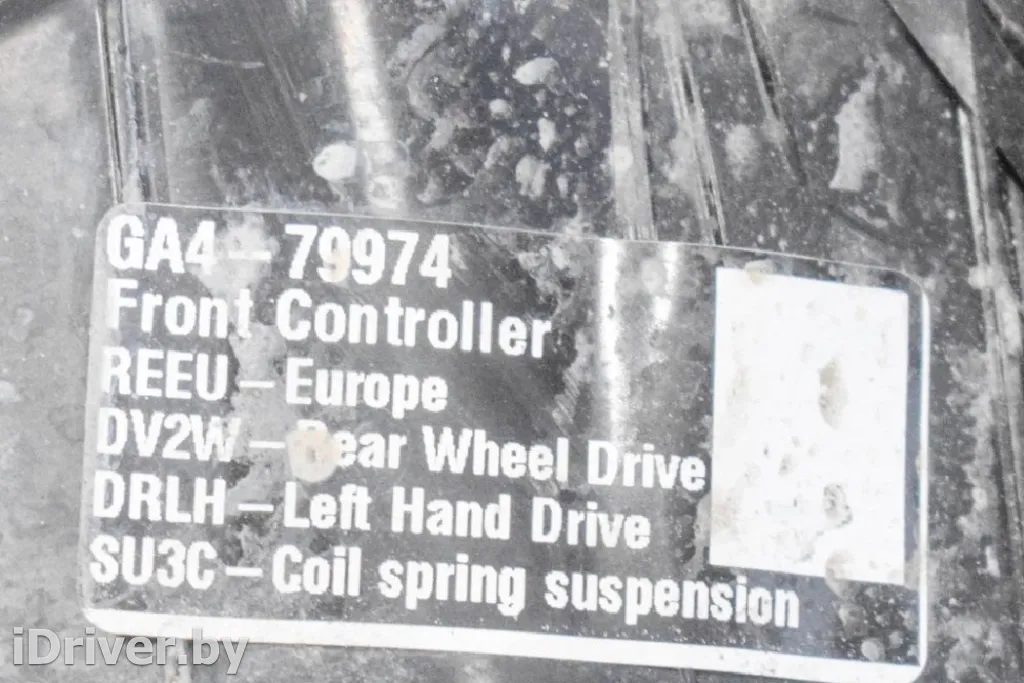 GA4 - 79974
Front Controller
REEU - Europe
DV2W - Rear Wheel Drive
DRLH - Left Hand Drive
SU3C - Coil spring suspension
iDriver.by